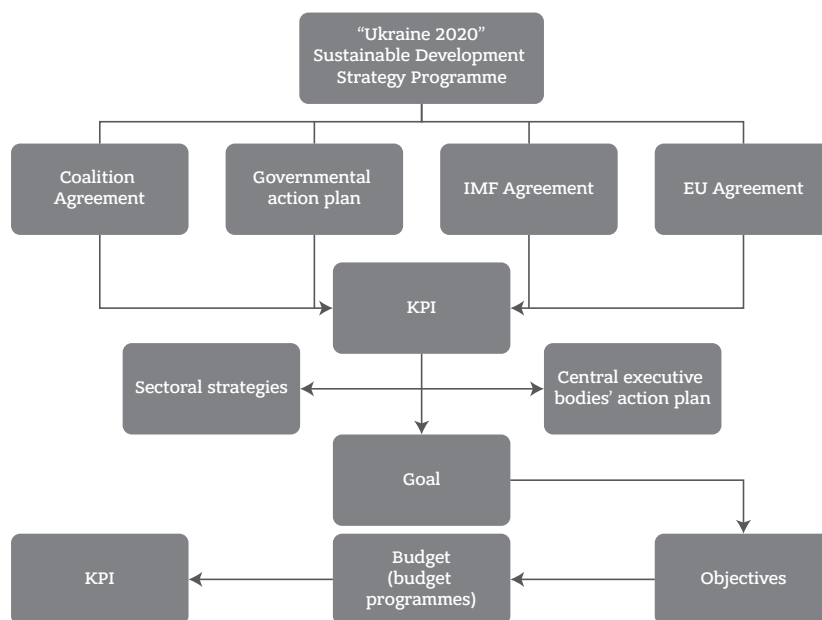 “Ukraine 2020”
Sustainable Development
Strategy Programme
Coalition
Agreement
Governmental
action plan
IMF Agreement
EU Agreement
KPI
Sectoral strategies
Central executive
bodies’ action plan
Goal
KPI
Budget
(budget
programmes)
Objectives